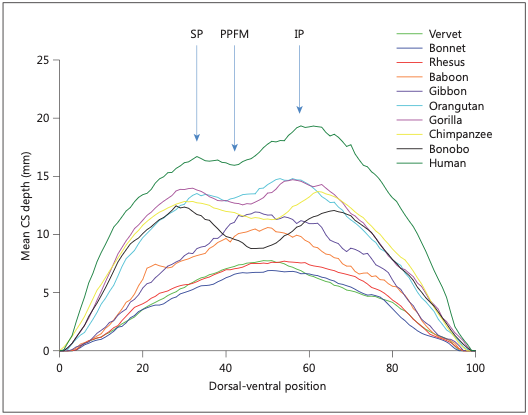 SP PPFM IP
Vervet
Bonnet
Rhesus
Baboon
Gibbon
Orangutan
Gorilla
Chimpanzee
Bonobo
Human
25
20
15
10
5
0
Mean CS depth (mm)
0 20 40 60 80 100
Dorsal-ventral position